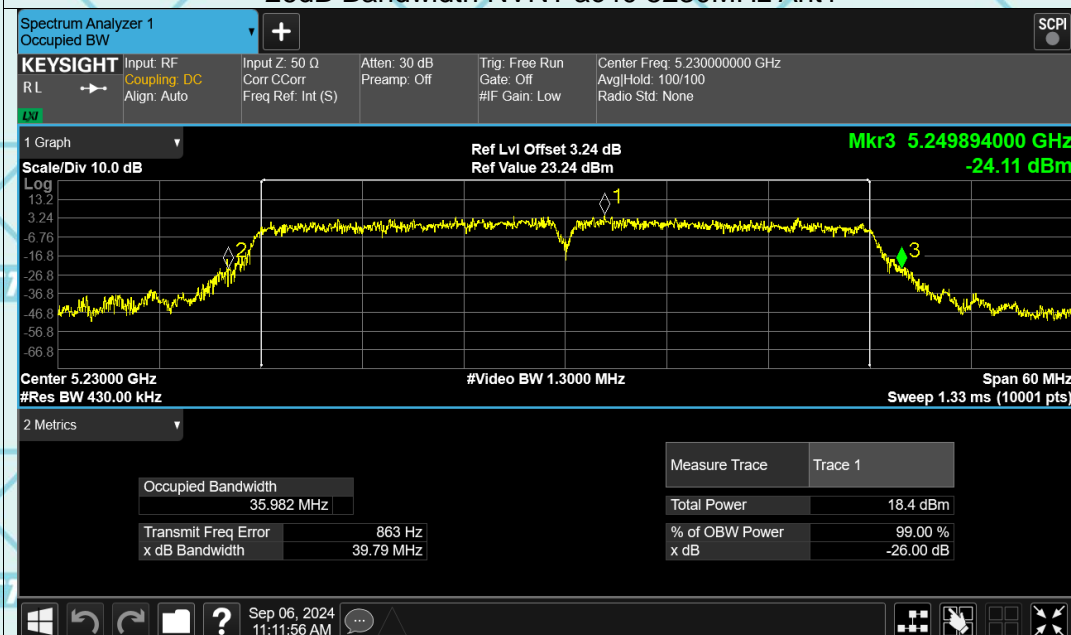 Spectrum Analyzer 1
Occupied BW
SCPI
KEYSIGHT
R L
LXI
Input: RF
Coupling: DC
Align: Auto
Input Z: 50 Ω
Corr CCorr
Freq Ref: Int (S)
Atten: 30 dB
Preamp: Off
Trig: Free Run
Gate: Off
#IF Gain: Low
Center Freq: 5.230000000 GHz
Avg|Hold: 100/100
Radio Std: None
1 Graph
Scale/Div 10.0 dB
Ref Lvl Offset 3.24 dB
Ref Value 23.24 dBm
Mkr3 5.249894000 GHz
-24.11 dBm
Log
13.2
3.24
-6.76
-16.8
-26.8
-36.8
-46.8
-56.8
-66.8
1
2
3
Center 5.23000 GHz
#Video BW 1.3000 MHz
Span 60 MHz
#Res BW 430.00 kHz
Sweep 1.33 ms (10001 pts)
2 Metrics
Measure Trace Trace 1
Occupied Bandwidth
35.982 MHz
Total Power 18.4 dBm
Transmit Freq Error 863 Hz
% of OBW Power 99.00 %
x dB Bandwidth 39.79 MHz
x dB -26.00 dB
?
Sep 06, 2024
11:11:56 AM